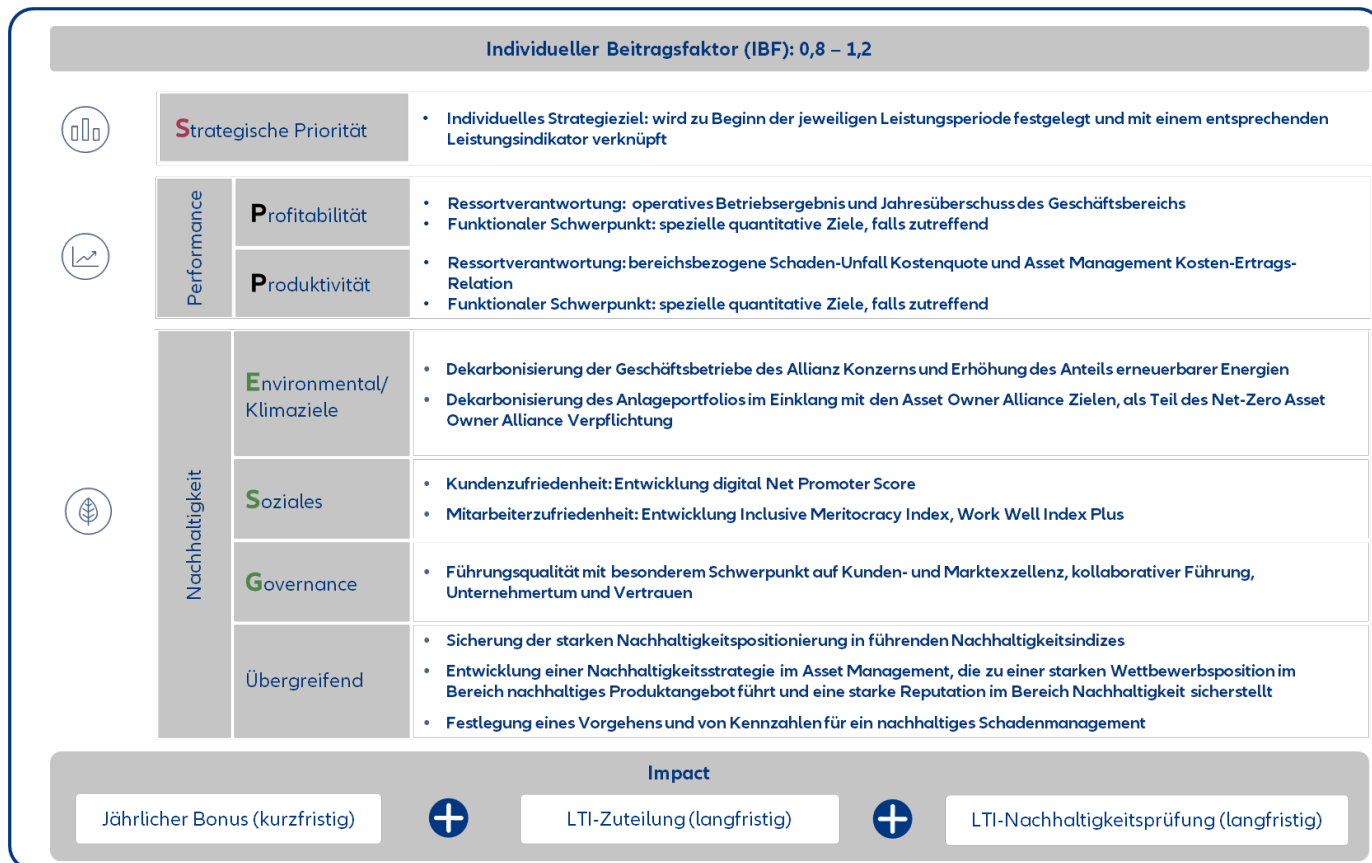 Individueller Beitragsfaktor (IBF): 0,8 – 1,2
Strategische Priorität
• Individuelles Strategieziel: wird zu Beginn der jeweiligen Leistungsperiode festgelegt und mit einem entsprechenden
Leistungsindikator verknüpft
Performance
Profitabilität
• Ressortverantwortung: operatives Betriebsergebnis und Jahresüberschuss des Geschäftsbereichs
• Funktionaler Schwerpunkt: spezielle quantitative Ziele, falls zutreffend
Produktivität
• Ressortverantwortung: bereichsbezogene Schaden-Unfall Kostenquote und Asset Management Kosten-Ertrags-
Relation
• Funktionaler Schwerpunkt: spezielle quantitative Ziele, falls zutreffend
Nachhaltigkeit
Environmental/
Klimaziele
• Dekarbonisierung der Geschäftsbetriebe des Allianz Konzerns und Erhöhung des Anteils erneuerbarer Energien
• Dekarbonisierung des Anlageportfolios im Einklang mit den Asset Owner Alliance Zielen, als Teil des Net-Zero Asset
Owner Alliance Verpflichtung
Soziales
• Kundenzufriedenheit: Entwicklung digital Net Promoter Score
• Mitarbeiterzufriedenheit: Entwicklung Inclusive Meritocracy Index, Work Well Index Plus
Governance
• Führungsqualität mit besonderem Schwerpunkt auf Kunden- und Marktexzellenz, kollaborativer Führung,
Unternehmertum und Vertrauen
Übergreifend
• Sicherung der starken Nachhaltigkeitspositionierung in führenden Nachhaltigkeitsindizes
• Entwicklung einer Nachhaltigkeitsstrategie im Asset Management, die zu einer starken Wettbewerbsposition im
Bereich nachhaltiges Produktangebot führt und eine starke Reputation im Bereich Nachhaltigkeit sicherstellt
• Festlegung eines Vorgehens und von Kennzahlen für ein nachhaltiges Schadenmanagement
Impact
Jährlicher Bonus (kurzfristig)
LTI-Zuteilung (langfristig)
LTI-Nachhaltigkeitsprüfung (langfristig)